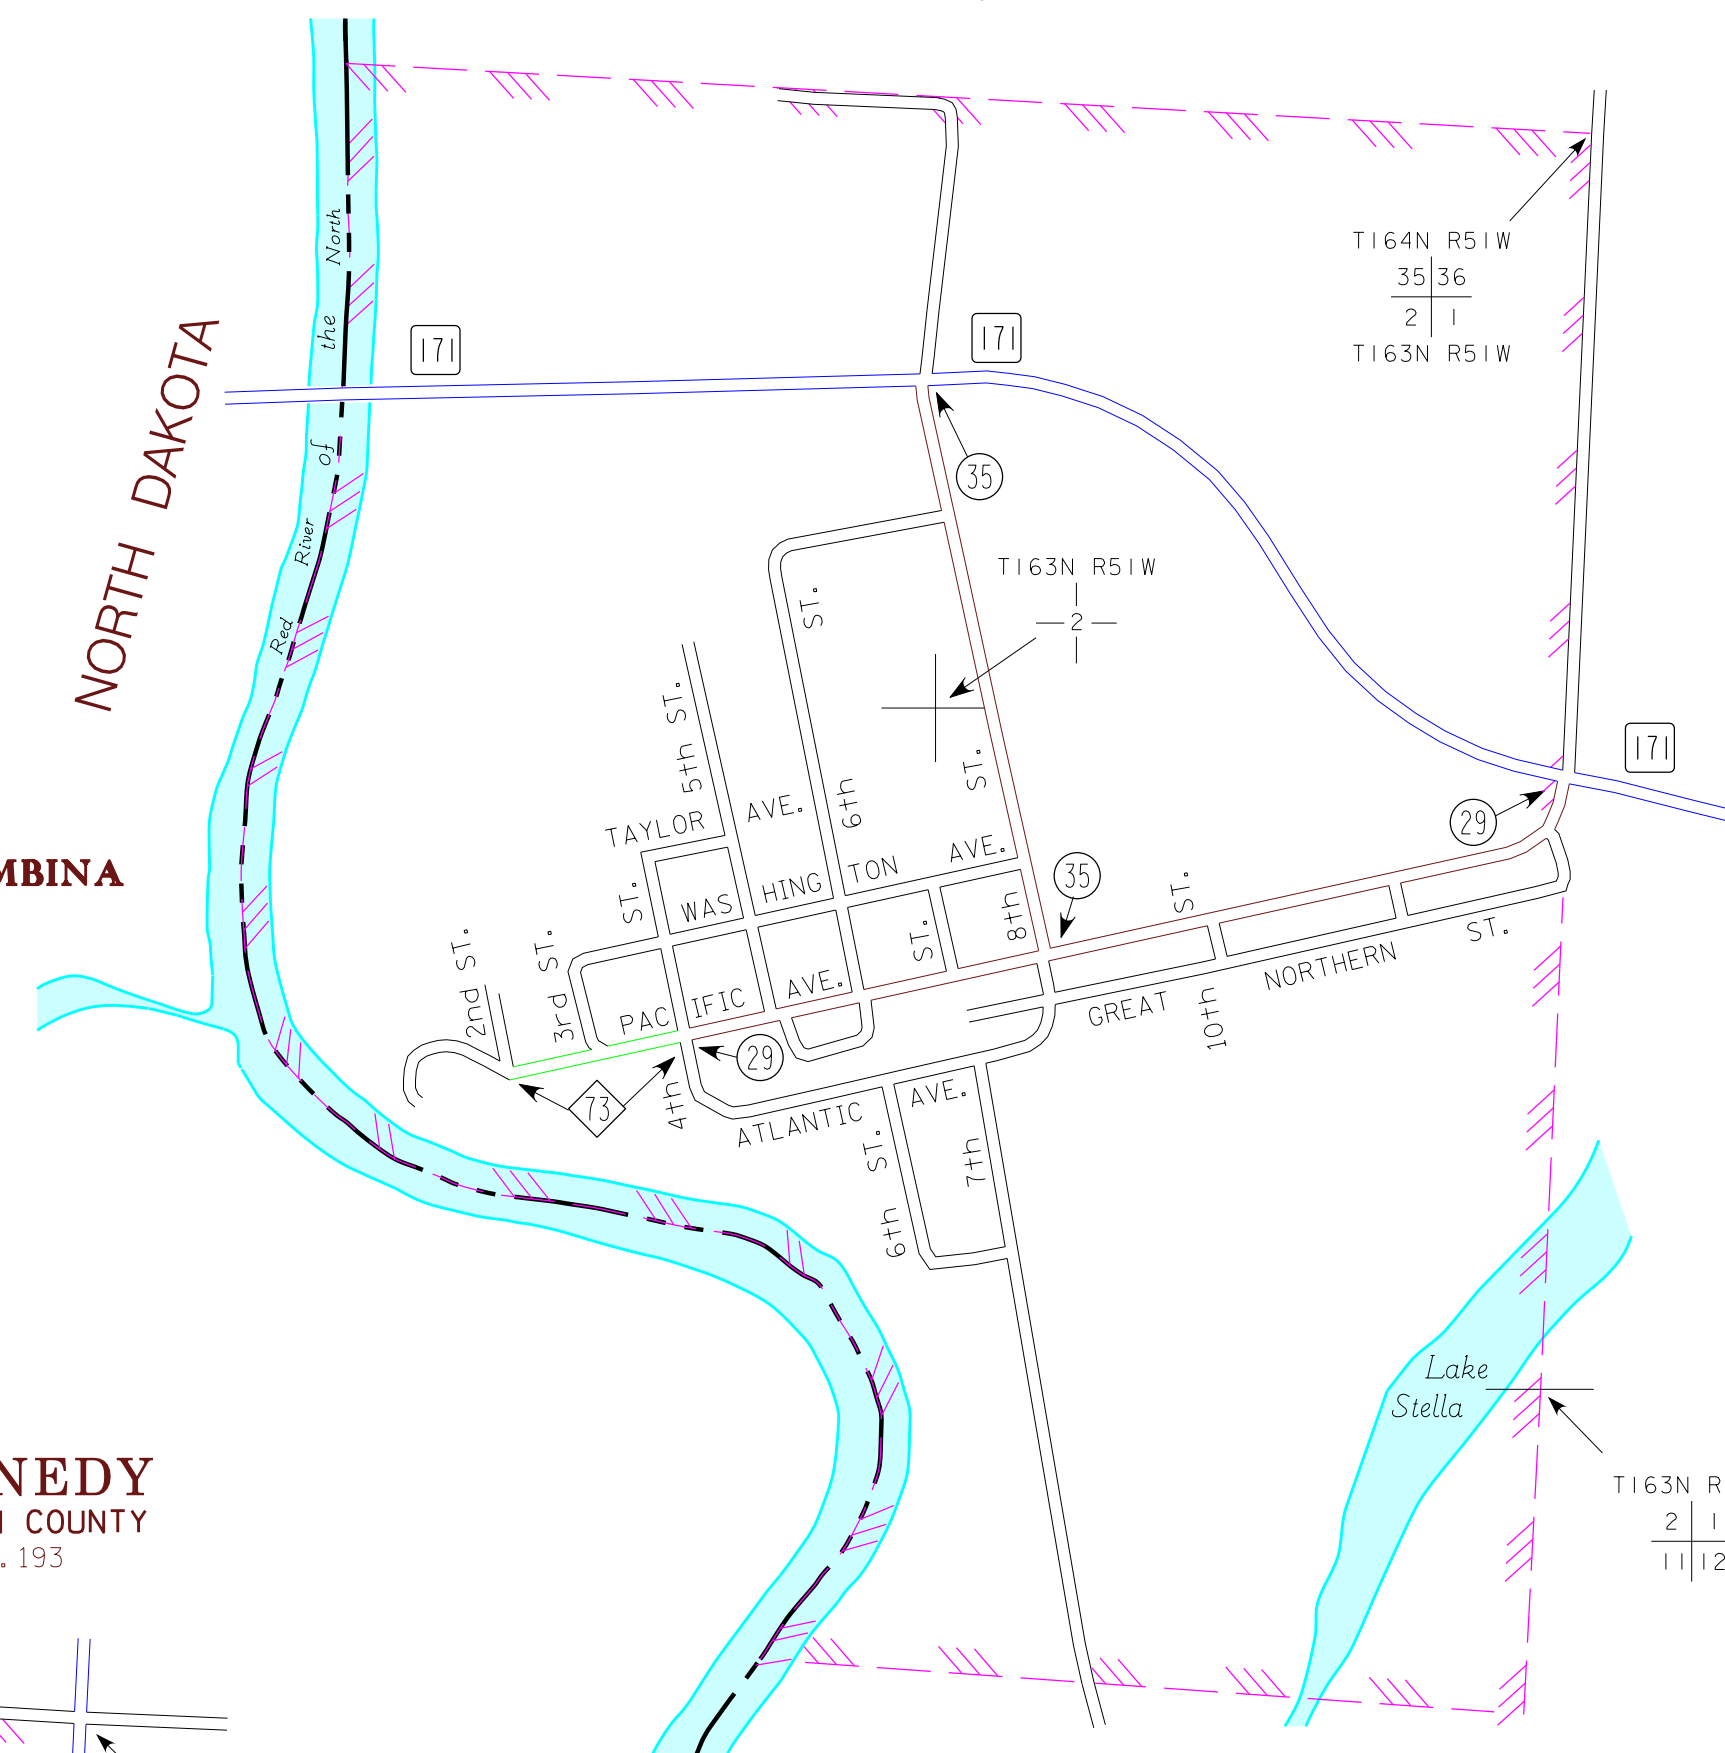 North
the
of
River
Red
NORTH DAKOTA
171
171
35
T164N R51W
35 36
2 1
T163N R51W
T163N R51W
2
ST.
5th ST.
6th
ST.
TAYLOR AVE.
171
29
MBINA
WAS HING TON AVE.
ST.
35
ST.
8th
ST.
2nd ST.
3rd ST.
PAC IFIC AVE.
GREAT NORTHERN ST.
10th
29
73
4th
ATLANTIC AVE.
ST.
6th
7th
Lake
Stella
NEDY
COUNTY
. 193
T163N R
2 1
11 12